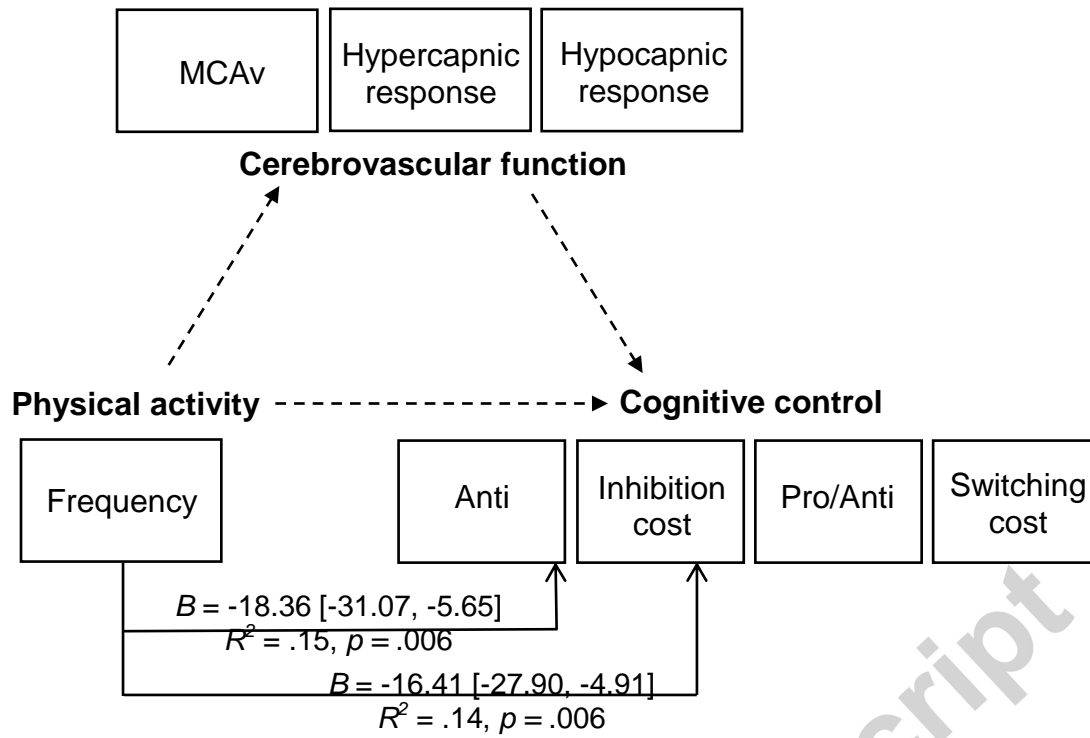 MCAv
Hypercapnic
response
Hypocapnic
response
Cerebrovascular function
Physical activity
Cognitive control
Frequency
Anti
Inhibition
cost
Pro/Anti
Switching
cost
B = -18.36 [-31.07, -5.65]
R² = .15, p = .006
B = -16.41 [-27.90, -4.91]
R² = .14, p = .006
cript